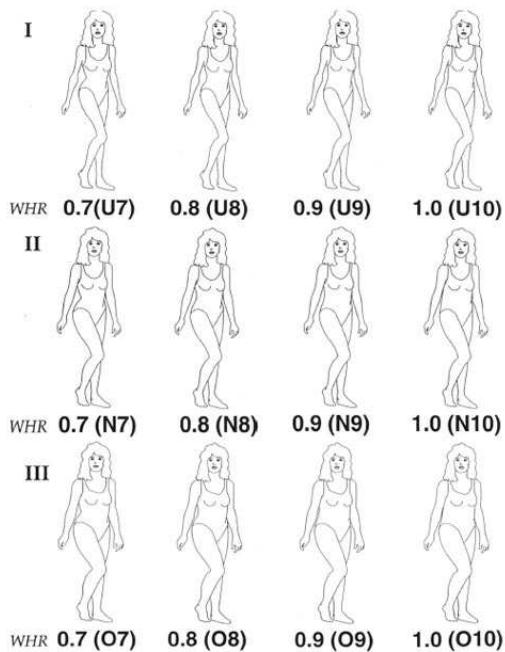 I
WHR 0.7(U7) 0.8 (U8) 0.9 (U9) 1.0 (U10)
II
WHR 0.7 (N7) 0.8 (N8) 0.9 (N9) 1.0 (N10)
III
WHR 0.7 (O7) 0.8 (O8) 0.9 (O9) 1.0 (O10)